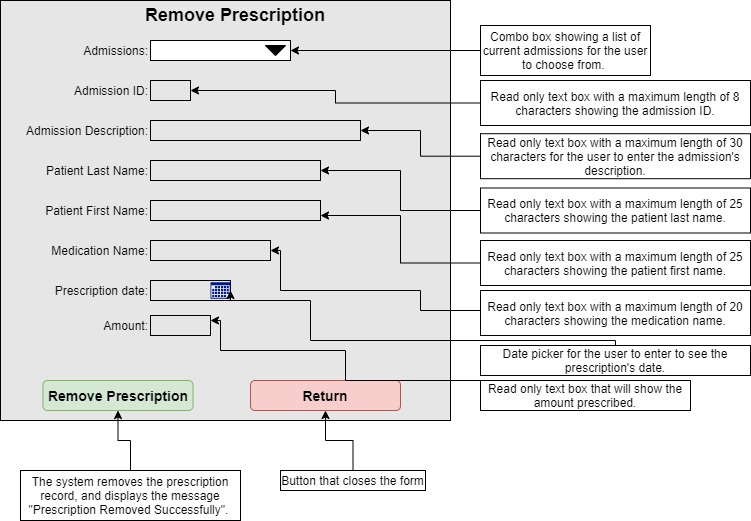 Remove Prescription
Admissions:
Combo box showing a list of
current admissions for the user
to choose from.
Admission ID:
Read only text box with a maximum length of 8
characters showing the admission ID.
Admission Description:
Read only text box with a maximum length of 30
characters for the user to enter the admission's
description.
Patient Last Name:
Read only text box with a maximum length of 25
characters showing the patient last name.
Patient First Name:
Read only text box with a maximum length of 25
characters showing the patient first name.
Medication Name:
Read only text box with a maximum length of 20
characters showing the medication name.
Prescription date:
Date picker for the user to enter to see the
prescription's date.
Amount:
Read only text box that will show the
amount prescribed.
Remove Prescription
Return
The system removes the prescription
record, and displays the message
"Prescription Removed Successfully".
Button that closes the form